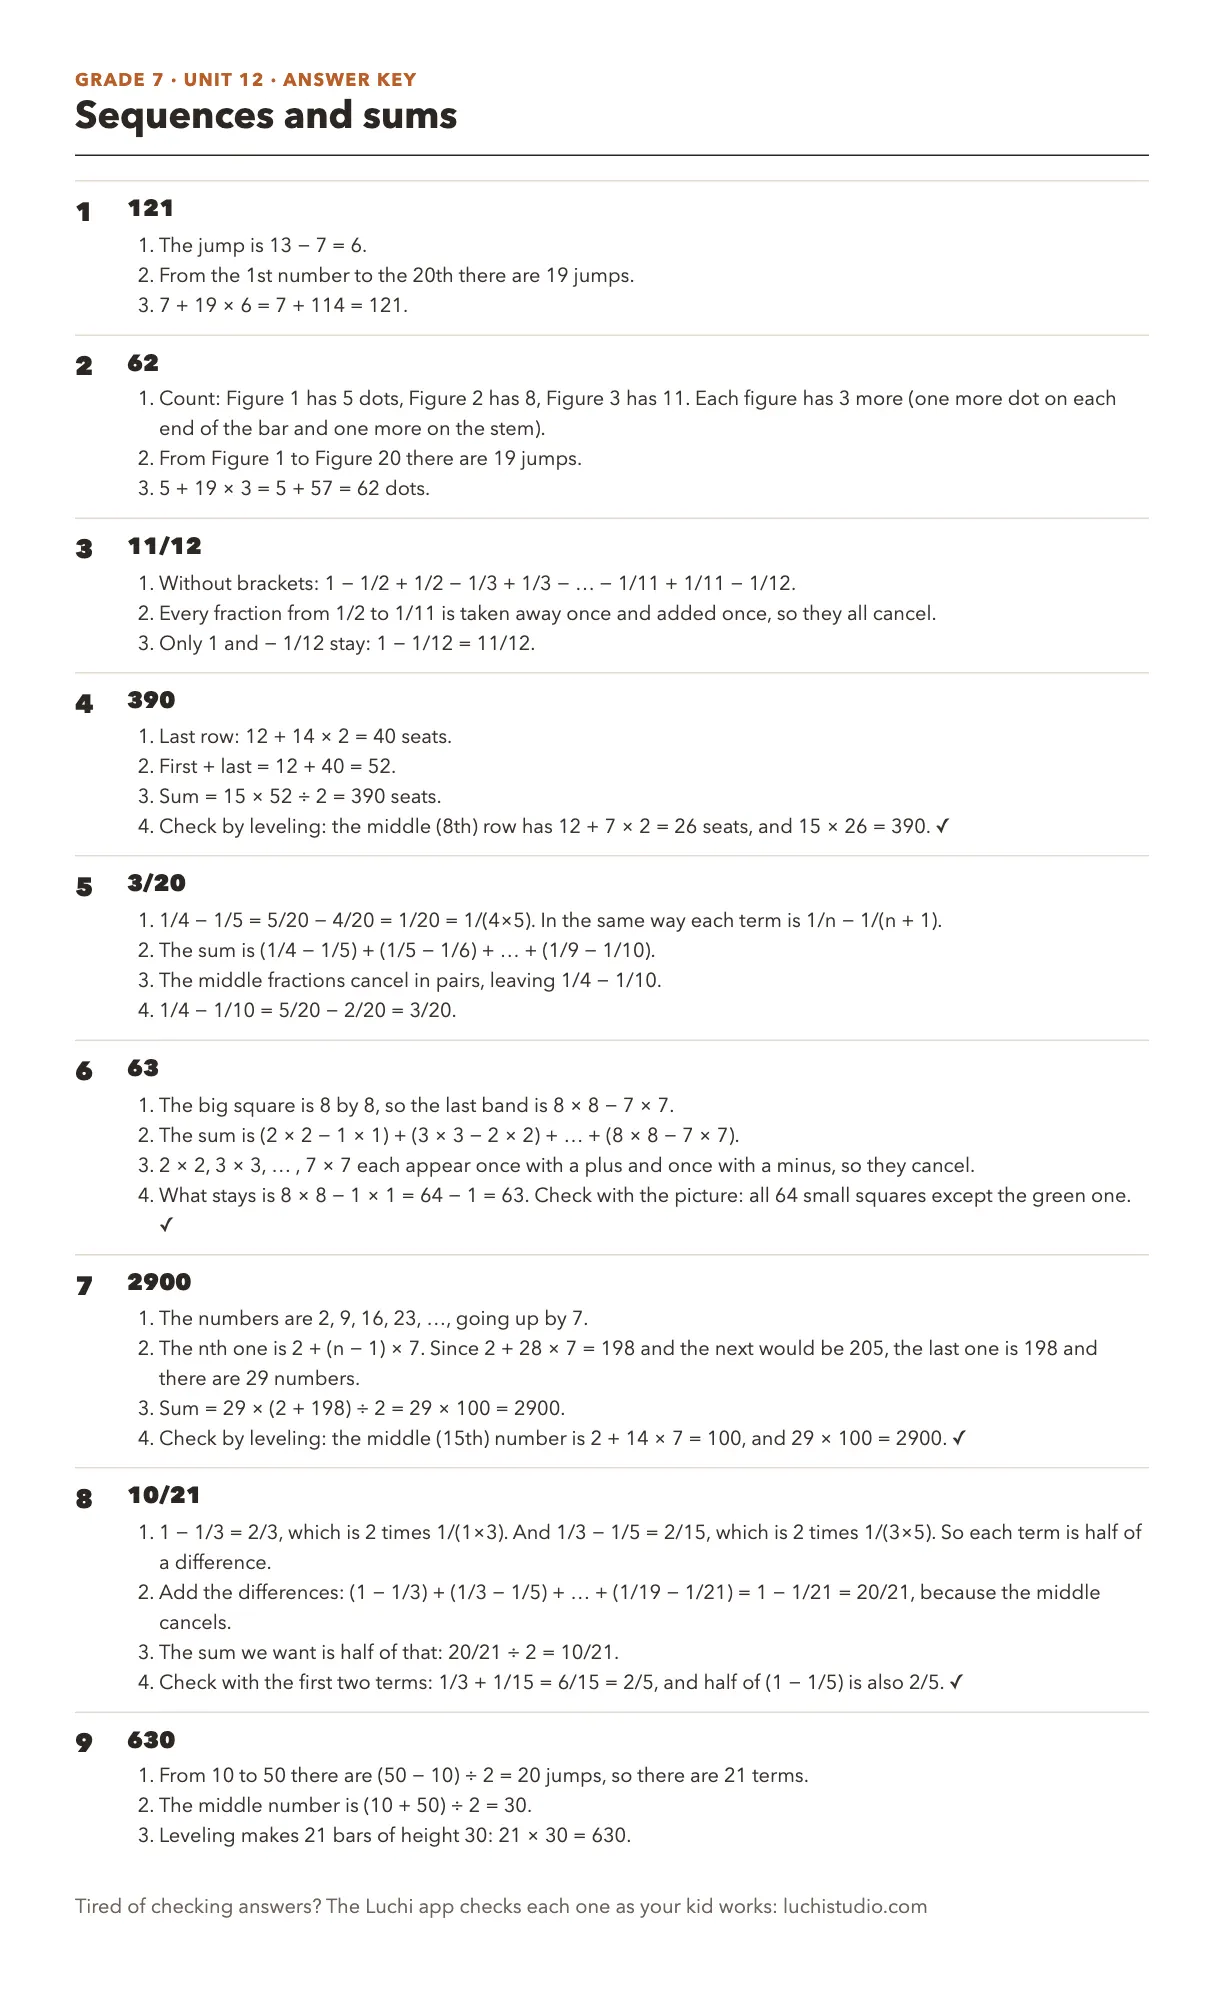 GRADE 7 · UNIT 12 · ANSWER KEY
Sequences and sums
1 121
1. The jump is 13 − 7 = 6.
2. From the 1st number to the 20th there are 19 jumps.
3. 7 + 19 × 6 = 7 + 114 = 121.
2 62
1. Count: Figure 1 has 5 dots, Figure 2 has 8, Figure 3 has 11. Each figure has 3 more (one more dot on each
end of the bar and one more on the stem).
2. From Figure 1 to Figure 20 there are 19 jumps.
3. 5 + 19 × 3 = 5 + 57 = 62 dots.
3 11/12
1. Without brackets: 1 − 1/2 + 1/2 − 1/3 + 1/3 − … − 1/11 + 1/11 − 1/12.
2. Every fraction from 1/2 to 1/11 is taken away once and added once, so they all cancel.
3. Only 1 and − 1/12 stay: 1 − 1/12 = 11/12.
4 390
1. Last row: 12 + 14 × 2 = 40 seats.
2. First + last = 12 + 40 = 52.
3. Sum = 15 × 52 ÷ 2 = 390 seats.
4. Check by leveling: the middle (8th) row has 12 + 7 × 2 = 26 seats, and 15 × 26 = 390. ✓
5 3/20
1. 1/4 − 1/5 = 5/20 − 4/20 = 1/20 = 1/(4×5). In the same way each term is 1/n − 1/(n + 1).
2. The sum is (1/4 − 1/5) + (1/5 − 1/6) + … + (1/9 − 1/10).
3. The middle fractions cancel in pairs, leaving 1/4 − 1/10.
4. 1/4 − 1/10 = 5/20 − 2/20 = 3/20.
6 63
1. The big square is 8 by 8, so the last band is 8 × 8 − 7 × 7.
2. The sum is (2 × 2 − 1 × 1) + (3 × 3 − 2 × 2) + … + (8 × 8 − 7 × 7).
3. 2 × 2, 3 × 3, … , 7 × 7 each appear once with a plus and once with a minus, so they cancel.
4. What stays is 8 × 8 − 1 × 1 = 64 − 1 = 63. Check with the picture: all 64 small squares except the green one.
✓
7 2900
1. The numbers are 2, 9, 16, 23, …, going up by 7.
2. The nth one is 2 + (n − 1) × 7. Since 2 + 28 × 7 = 198 and the next would be 205, the last one is 198 and
there are 29 numbers.
3. Sum = 29 × (2 + 198) ÷ 2 = 29 × 100 = 2900.
4. Check by leveling: the middle (15th) number is 2 + 14 × 7 = 100, and 29 × 100 = 2900. ✓
8 10/21
1. 1 − 1/3 = 2/3, which is 2 times 1/(1×3). And 1/3 − 1/5 = 2/15, which is 2 times 1/(3×5). So each term is half of
a difference.
2. Add the differences: (1 − 1/3) + (1/3 − 1/5) + … + (1/19 − 1/21) = 1 − 1/21 = 20/21, because the middle
cancels.
3. The sum we want is half of that: 20/21 ÷ 2 = 10/21.
4. Check with the first two terms: 1/3 + 1/15 = 6/15 = 2/5, and half of (1 − 1/5) is also 2/5. ✓
9 630
1. From 10 to 50 there are (50 − 10) ÷ 2 = 20 jumps, so there are 21 terms.
2. The middle number is (10 + 50) ÷ 2 = 30.
3. Leveling makes 21 bars of height 30: 21 × 30 = 630.
Tired of checking answers? The Luchi app checks each one as your kid works: luchistudio.com